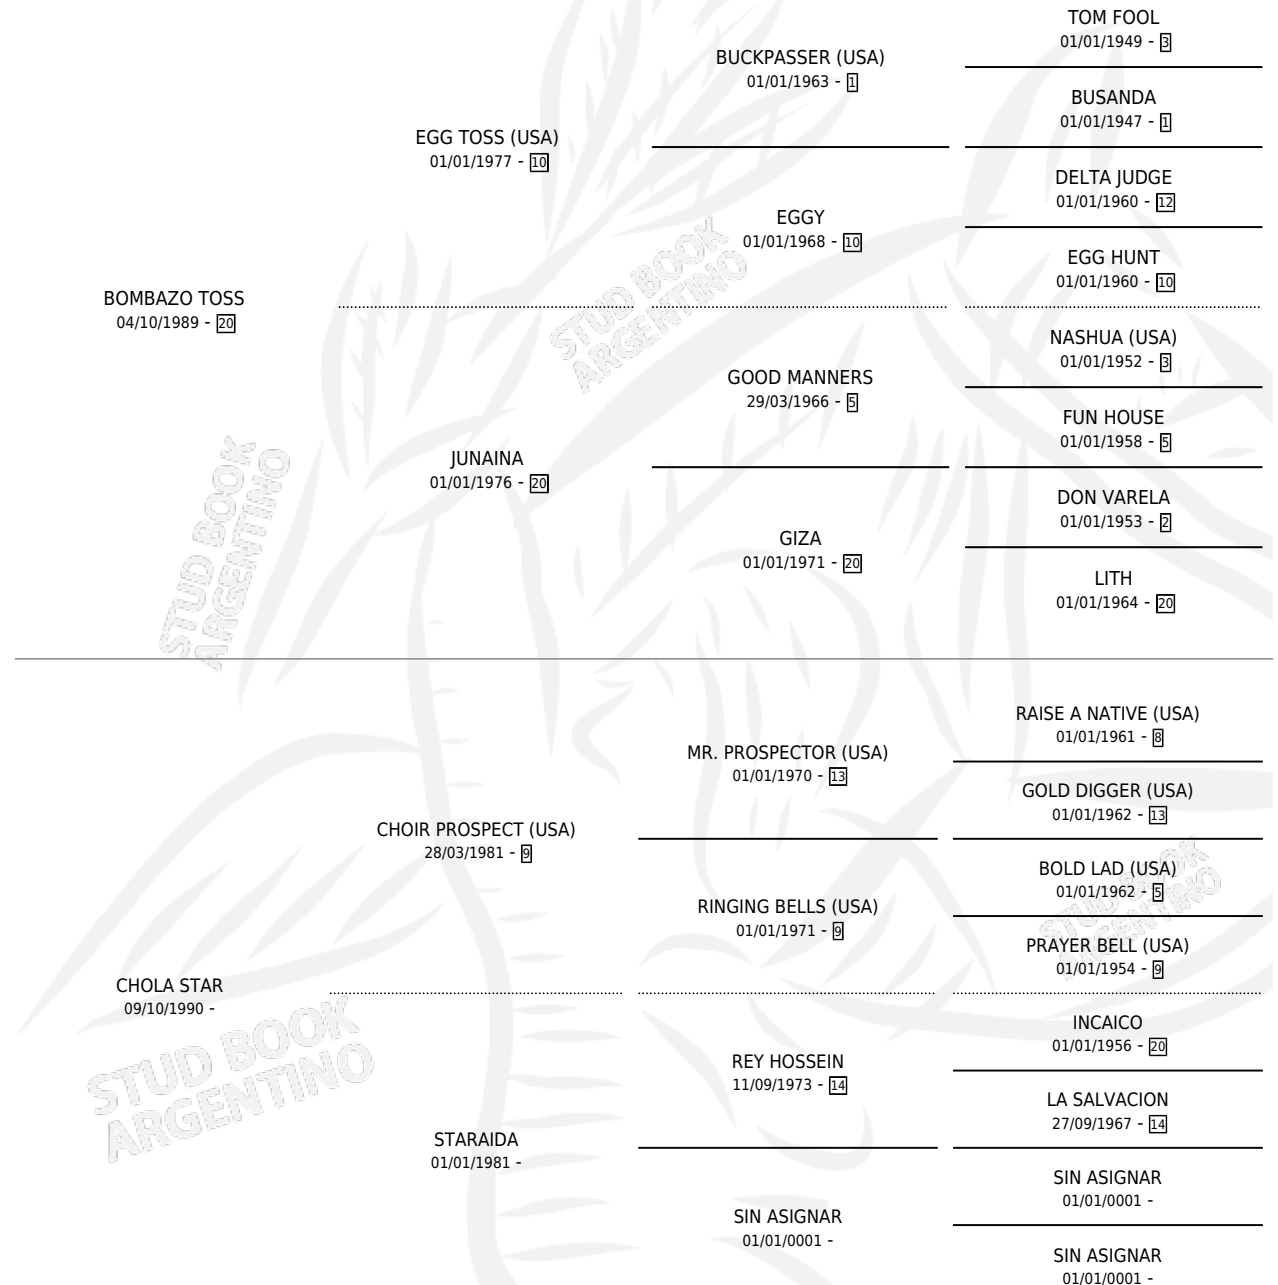 TOM FOOL
01/01/1949 - 3
BUCKPASSER (USA)
01/01/1963 - 1
BUSANDA
01/01/1947 - 1
EGG TOSS (USA)
01/01/1977 - 10
DELTA JUDGE
01/01/1960 - 12
EGGY
01/01/1968 - 10
EGG HUNT
01/01/1960 - 10
BOMBAZO TOSS
04/10/1989 - 20
STUD BOOK
ARGENTINO
NASHUA (USA)
01/01/1952 - 3
GOOD MANNERS
29/03/1966 - 5
FUN HOUSE
01/01/1958 - 5
JUNAINA
01/01/1976 - 20
DON VARELA
01/01/1953 - 2
GIZA
01/01/1971 - 20
LITH
01/01/1964 - 20
STUD BOOK
ARGENTINO
RAISE A NATIVE (USA)
01/01/1961 - 8
MR. PROSPECTOR (USA)
01/01/1970 - 13
GOLD DIGGER (USA)
01/01/1962 - 13
CHOIR PROSPECT (USA)
28/03/1981 - 9
BOLD LAD (USA)
01/01/1962 - 5
RINGING BELLS (USA)
01/01/1971 - 9
PRAYER BELL (USA)
01/01/1954 - 9
STUD BOOK
ARGENTINO
CHOLA STAR
09/10/1990 -
INCAICO
01/01/1956 - 20
REY HOSSEIN
11/09/1973 - 14
LA SALVACION
27/09/1967 - 14
STUD BOOK
ARGENTINO
STARAIDA
01/01/1981 -
SIN ASIGNAR
01/01/0001 -
SIN ASIGNAR
01/01/0001 -
SIN ASIGNAR
01/01/0001 -